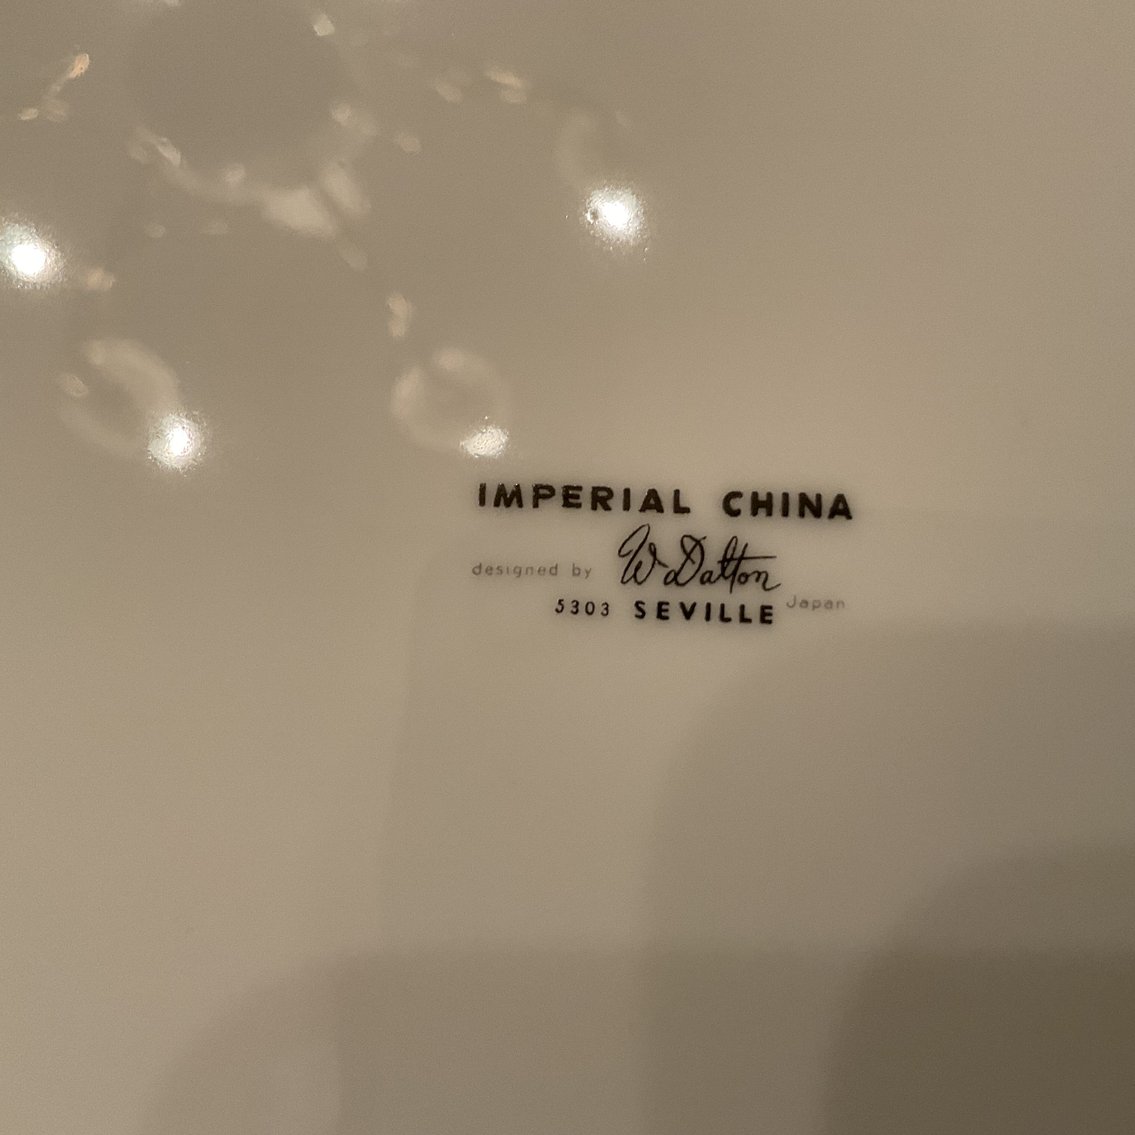 IMPERIAL CHINA
designed by W Dalton
5303 SEVILLE Japan